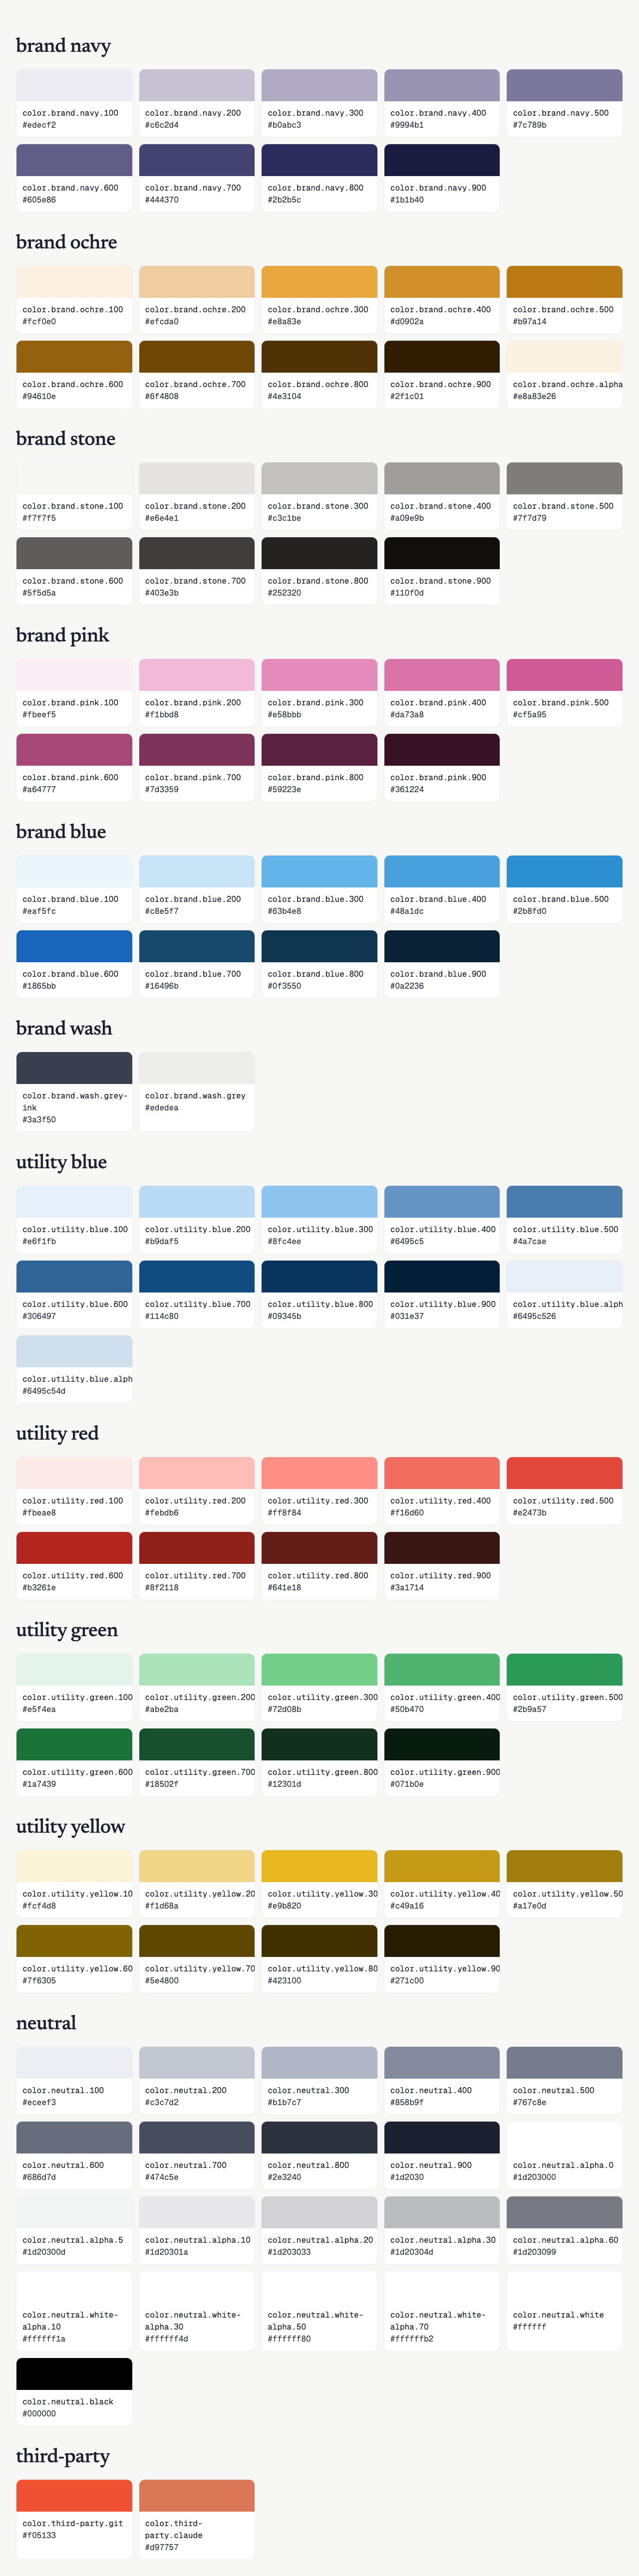 brand navy
color.brand.navy.100
#edecf2
color.brand.navy.200
#c6c2d4
color.brand.navy.300
#b0abc3
color.brand.navy.400
#9994b1
color.brand.navy.500
#7c789b
color.brand.navy.600
#605e86
color.brand.navy.700
#444370
color.brand.navy.800
#2b2b5c
color.brand.navy.900
#1b1b40
brand ochre
color.brand.ochre.100
#fcf0e0
color.brand.ochre.200
#efcda0
color.brand.ochre.300
#e8a83e
color.brand.ochre.400
#d0902a
color.brand.ochre.500
#b97a14
color.brand.ochre.600
#94610e
color.brand.ochre.700
#6f4808
color.brand.ochre.800
#4e3104
color.brand.ochre.900
#2f1c01
color.brand.ochre.alpha
#e8a83e26
brand stone
color.brand.stone.100
#f7f7f5
color.brand.stone.200
#e6e4e1
color.brand.stone.300
#c3c1be
color.brand.stone.400
#a09e9b
color.brand.stone.500
#7f7d79
color.brand.stone.600
#5f5d5a
color.brand.stone.700
#403e3b
color.brand.stone.800
#252320
color.brand.stone.900
#110f0d
brand pink
color.brand.pink.100
#fbeef5
color.brand.pink.200
#f1bbd8
color.brand.pink.300
#e58bbb
color.brand.pink.400
#da73a8
color.brand.pink.500
#cf5a95
color.brand.pink.600
#a64777
color.brand.pink.700
#7d3359
color.brand.pink.800
#59223e
color.brand.pink.900
#361224
brand blue
color.brand.blue.100
#eaf5fc
color.brand.blue.200
#c8e5f7
color.brand.blue.300
#63b4e8
color.brand.blue.400
#48a1dc
color.brand.blue.500
#2b8fd0
color.brand.blue.600
#1865bb
color.brand.blue.700
#16496b
color.brand.blue.800
#0f3550
color.brand.blue.900
#0a2236
brand wash
color.brand.wash.grey-
ink
#3a3f50
color.brand.wash.grey
#ededea
utility blue
color.utility.blue.100
#e6f1fb
color.utility.blue.200
#b9daf5
color.utility.blue.300
#8fc4ee
color.utility.blue.400
#6495c5
color.utility.blue.500
#4a7cae
color.utility.blue.600
#306497
color.utility.blue.700
#114c80
color.utility.blue.800
#09345b
color.utility.blue.900
#031e37
color.utility.blue.alph
#6495c526
color.utility.blue.alph
#6495c54d
utility red
color.utility.red.100
#fbeae8
color.utility.red.200
#febdb6
color.utility.red.300
#ff8f84
color.utility.red.400
#f16d60
color.utility.red.500
#e2473b
color.utility.red.600
#b3261e
color.utility.red.700
#8f2118
color.utility.red.800
#641e18
color.utility.red.900
#3a1714
utility green
color.utility.green.100
#e5f4ea
color.utility.green.200
#abe2ba
color.utility.green.300
#72d08b
color.utility.green.400
#50b470
color.utility.green.500
#2b9a57
color.utility.green.600
#1a7439
color.utility.green.700
#18502f
color.utility.green.800
#12301d
color.utility.green.900
#071b0e
utility yellow
color.utility.yellow.10
#fcf4d8
color.utility.yellow.20
#f1d68a
color.utility.yellow.30
#e9b820
color.utility.yellow.40
#c49a16
color.utility.yellow.50
#a17e0d
color.utility.yellow.60
#7f6305
color.utility.yellow.70
#5e4800
color.utility.yellow.80
#423100
color.utility.yellow.90
#271c00
neutral
color.neutral.100
#eceef3
color.neutral.200
#c3c7d2
color.neutral.300
#b1b7c7
color.neutral.400
#858b9f
color.neutral.500
#767c8e
color.neutral.600
#686d7d
color.neutral.700
#474c5e
color.neutral.800
#2e3240
color.neutral.900
#1d2030
color.neutral.alpha.0
#1d203000
color.neutral.alpha.5
#1d20300d
color.neutral.alpha.10
#1d20301a
color.neutral.alpha.20
#1d203033
color.neutral.alpha.30
#1d20304d
color.neutral.alpha.60
#1d203099
color.neutral.white-
alpha.10
#ffffff1a
color.neutral.white-
alpha.30
#ffffff4d
color.neutral.white-
alpha.50
#ffffff80
color.neutral.white-
alpha.70
#ffffffb2
color.neutral.white
#ffffff
color.neutral.black
#000000
third-party
color.third-party.git
#f05133
color.third-
party.claude
#d97757